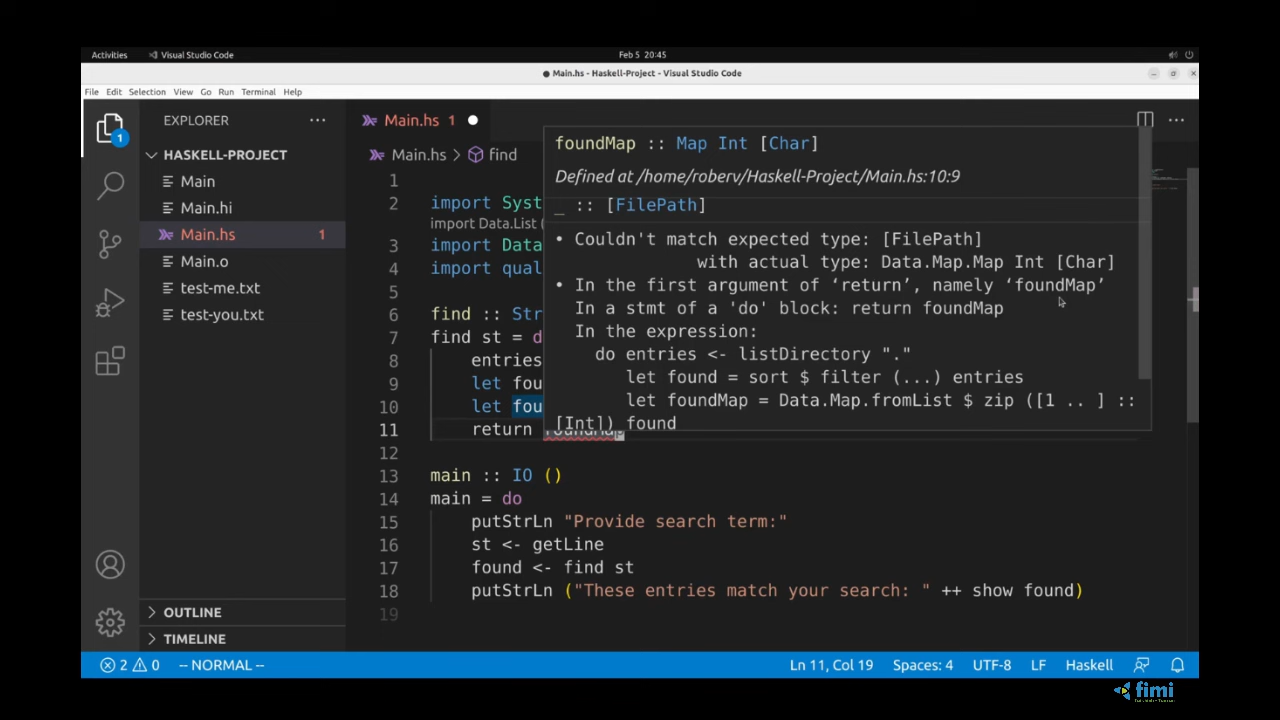 Activities Visual Studio Code Feb 5 20:45
● Main.hs - Haskell-Project - Visual Studio Code
File Edit Selection View Go Run Terminal Help
1
EXPLORER ···
HASKELL-PROJECT
Main
Main.hi
Main.hs 1
Main.o
test-me.txt
test-you.txt
OUTLINE
TIMELINE
Main.hs 1 ●
Main.hs > find
1
2 import Syst
import Data.List (
3 import Data
4 import qual
5
6 find :: Str
7 find st = d
8 entries
9 let fou
10 let fou
11 return foundMap
12
13 main :: IO ()
14 main = do
15 putStrLn "Provide search term:"
16 st <- getLine
17 found <- find st
18 putStrLn ("These entries match your search: " ++ show found)
19
foundMap :: Map Int [Char]
Defined at /home/roberv/Haskell-Project/Main.hs:10:9
_ :: [FilePath]
• Couldn't match expected type: [FilePath]
with actual type: Data.Map.Map Int [Char]
• In the first argument of ‘return’, namely ‘foundMap’
In a stmt of a 'do' block: return foundMap
In the expression:
do entries <- listDirectory "."
let found = sort $ filter (...) entries
let foundMap = Data.Map.fromList $ zip ([1 .. ] ::
[Int]) found
2 0 -- NORMAL -- Ln 11, Col 19 Spaces: 4 UTF-8 LF Haskell
fimi